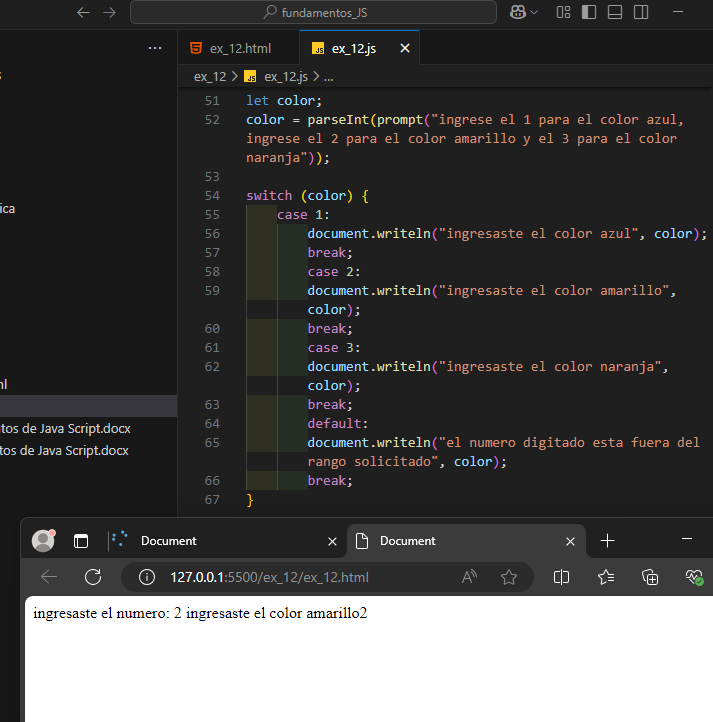 fundamentos_JS
ex_12.html
JS ex_12.js
ex_12 > JS ex_12.js > ...
ica
ml
ntos de Java Script.docx
tos de Java Script.docx
51 let color;
52 color = parseInt(prompt("ingrese el 1 para el color azul,
ingrese el 2 para el color amarillo y el 3 para el color
naranja"));
53
54 switch (color) {
55 case 1:
56 document.writeln("ingresaste el color azul", color);
57 break;
58 case 2:
59 document.writeln("ingresaste el color amarillo",
color);
60 break;
61 case 3:
62 document.writeln("ingresaste el color naranja",
color);
63 break;
64 default:
65 document.writeln("el numero digitado esta fuera del
rango solicitado", color);
66 break;
67 }
Document
Document
127.0.0.1:5500/ex_12/ex_12.html
ingresaste el numero: 2 ingresaste el color amarillo2